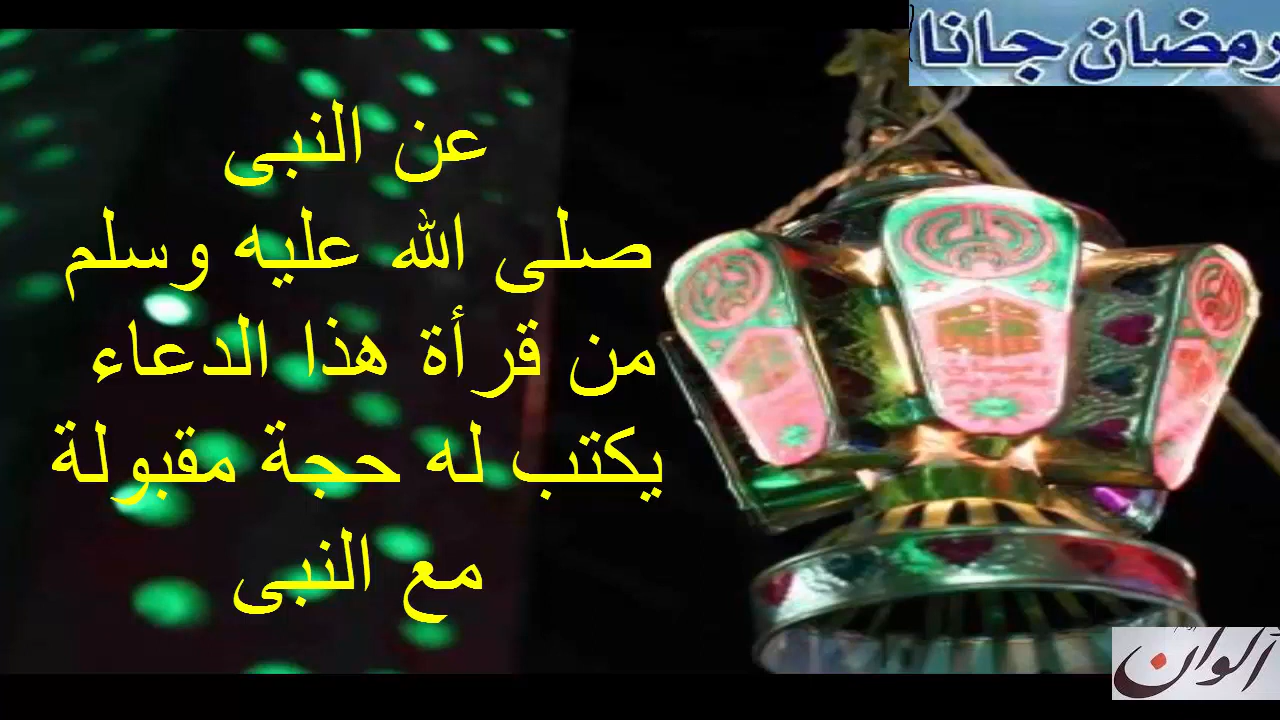 رمضان جانا
عن النبى
صلى الله عليه وسلم
من قرأة هذا الدعاء
يكتب له حجة مقبولة
مع النبى
ألوان